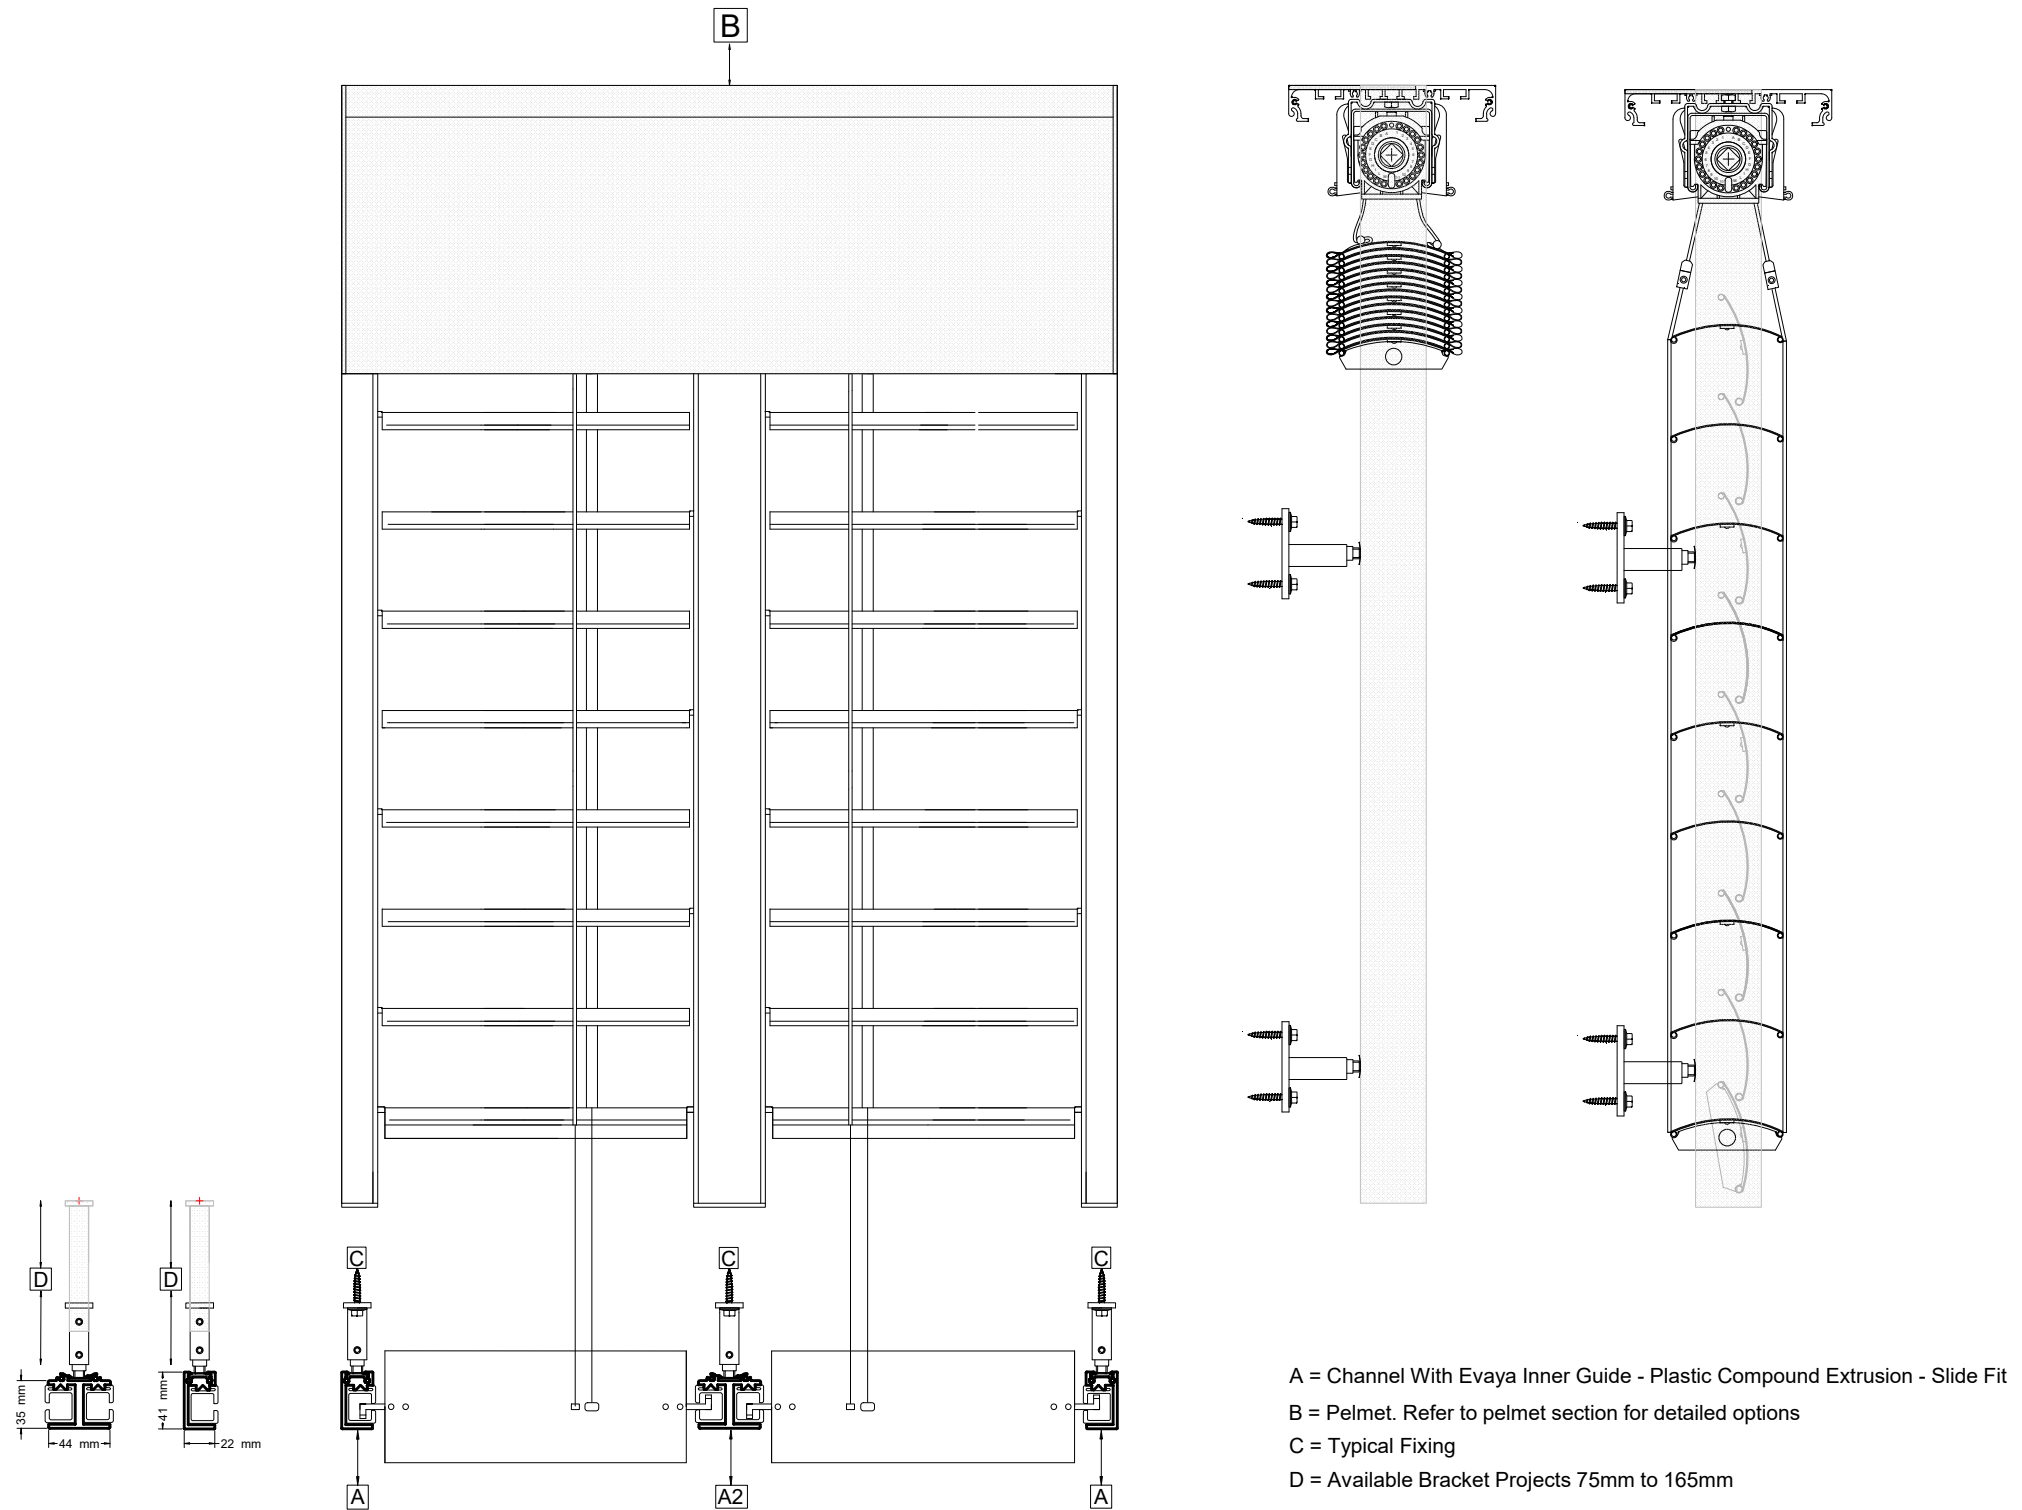 B
D
D
C
C
C
35 mm
44 mm
41 mm
22 mm
A
A2
A
A = Channel With Evaya Inner Guide - Plastic Compound Extrusion - Slide Fit
B = Pelmet. Refer to pelmet section for detailed options
C = Typical Fixing
D = Available Bracket Projects 75mm to 165mm